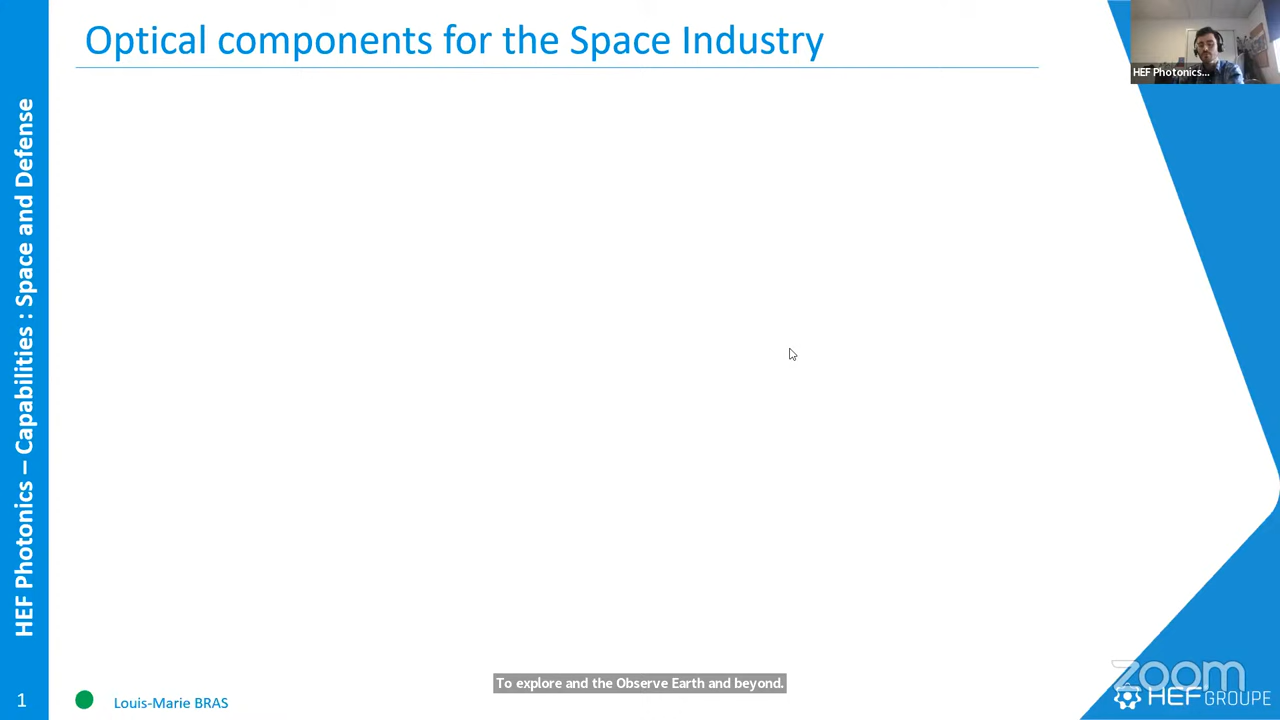 Optical components for the Space Industry
HEF Photonics...
HEF Photonics – Capabilities : Space and Defense
To explore and the Observe Earth and beyond.
1
Louis-Marie BRAS
zoom
HEF GROUPE